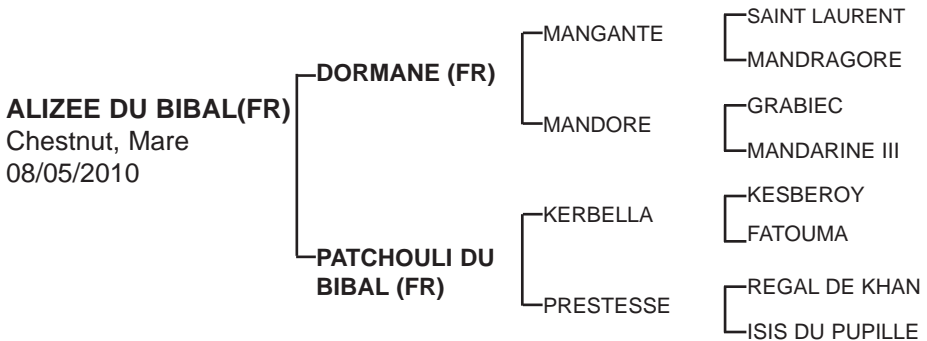 ALIZEE DU BIBAL(FR)
Chestnut, Mare
08/05/2010
DORMANE (FR)
PATCHOULI DU
BIBAL (FR)
MANGANTE
MANDORE
KERBELLA
PRESTESSE
SAINT LAURENT
MANDRAGORE
GRABIEC
MANDARINE III
KESBEROY
FATOUMA
REGAL DE KHAN
ISIS DU PUPILLE